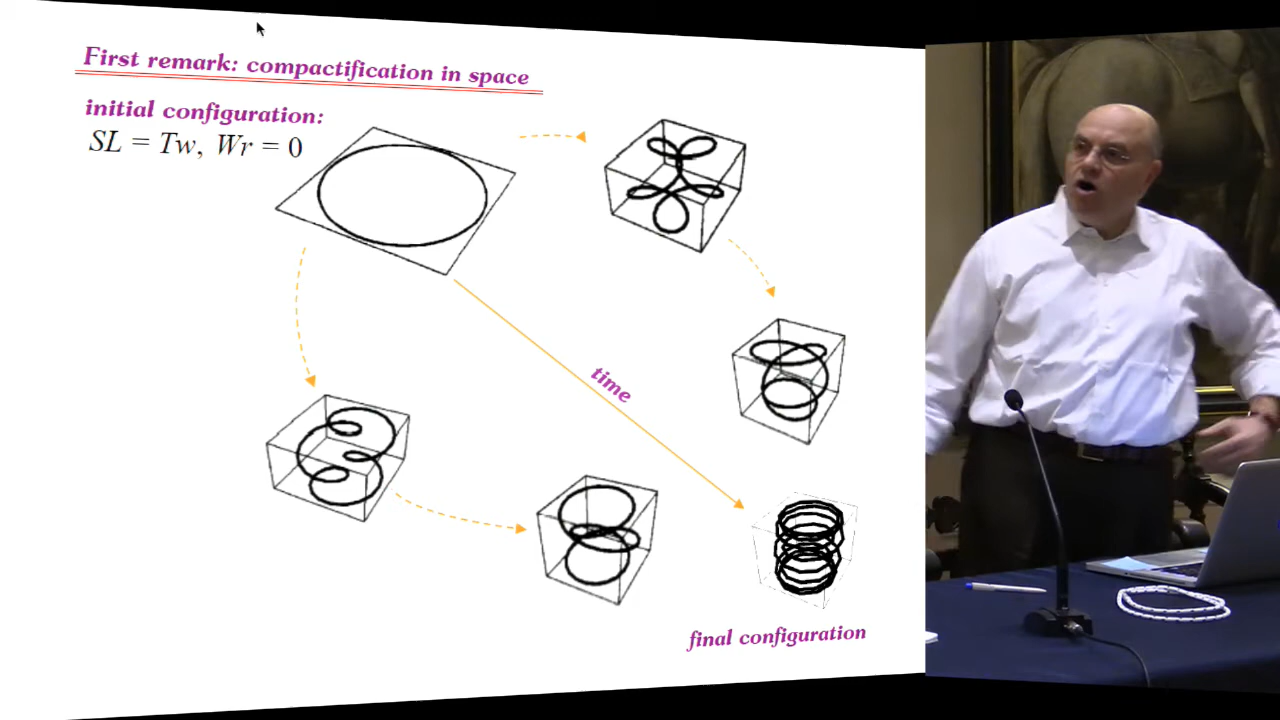 First remark: compactification in space
initial configuration:
SL = Tw, Wr = 0
time
final configuration